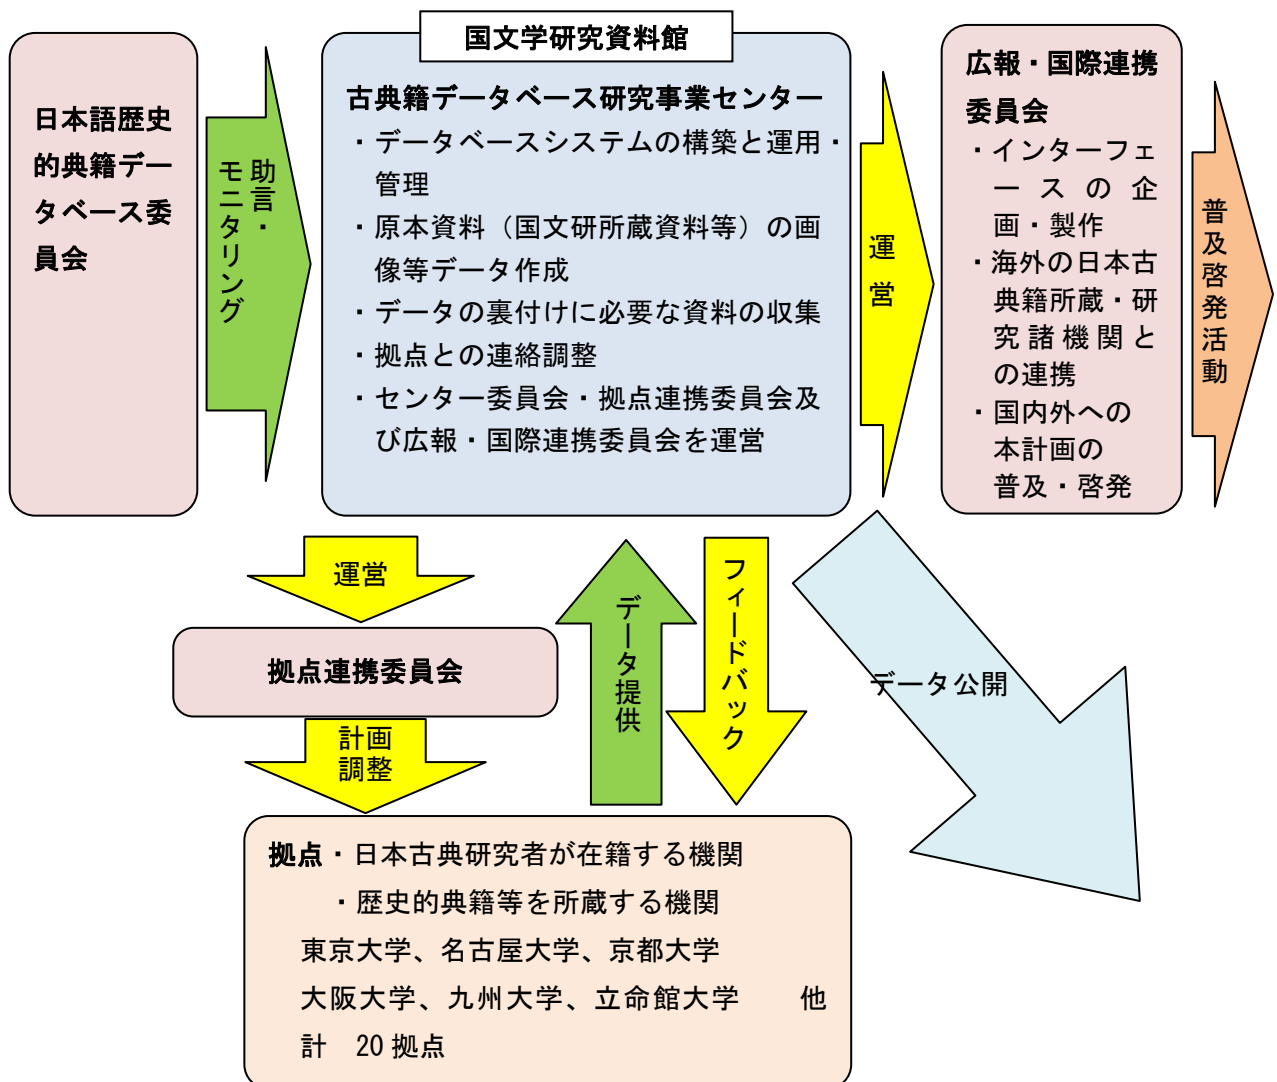 国文学研究資料館
日本語歴史
的典籍デー
タベース委
員会
助言・
モニタリング
古典籍データベース研究事業センター
・データベースシステムの構築と運用・
管理
・原本資料（国文研所蔵資料等）の画
像等データ作成
・データの裏付けに必要な資料の収集
・拠点との連絡調整
・センター委員会・拠点連携委員会及
び広報・国際連携委員会を運営
運営
広報・国際連携
委員会
・インターフェ
ースの企
画・製作
・海外の日本古
典籍所蔵・研
究諸機関と
の連携
・国内外への
本計画の
普及・啓発
普及啓発活動
運営
拠点連携委員会
計画
調整
データ提供
フィードバック
データ公開
拠点・日本古典研究者が在籍する機関
・歴史的典籍等を所蔵する機関
東京大学、名古屋大学、京都大学
大阪大学、九州大学、立命館大学　　他
計　20拠点